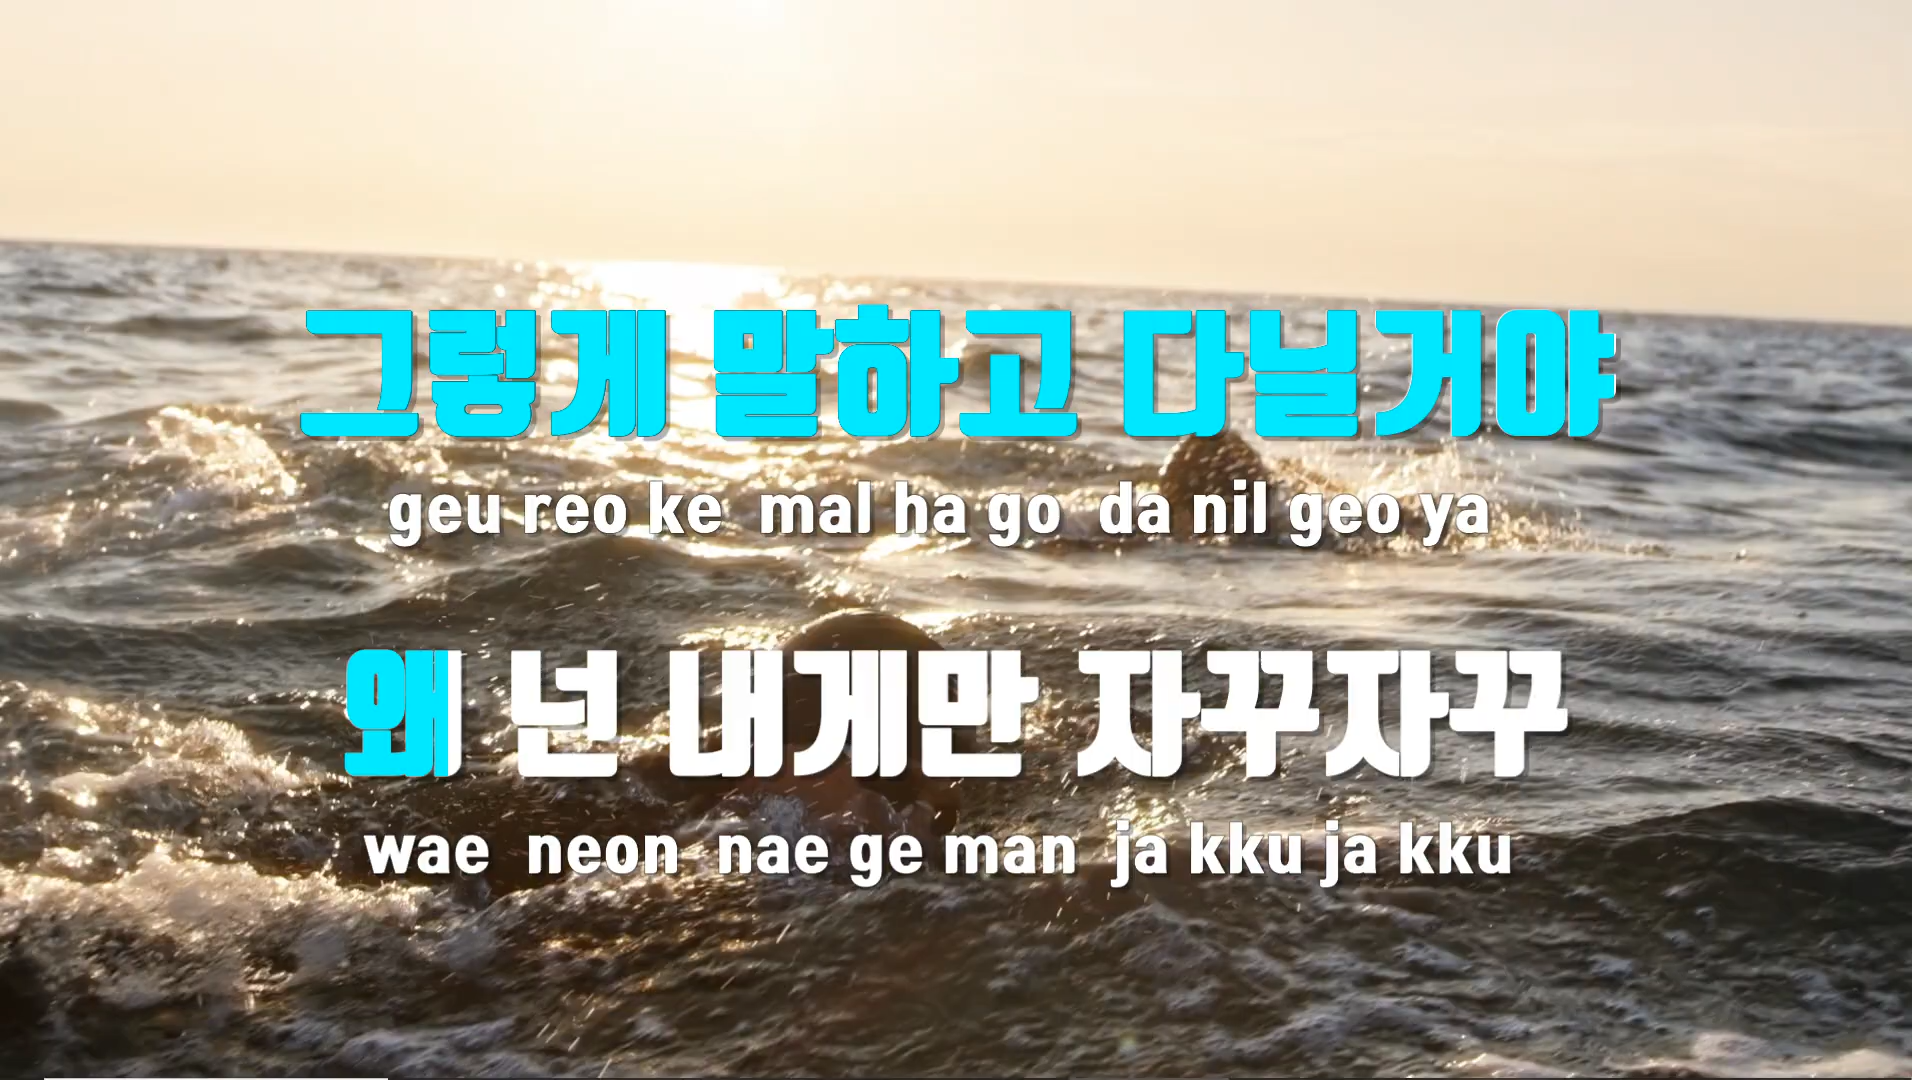 그렇게 말하고 다닐거야
geu reo ke mal ha go da nil geo ya
왜 넌 내게만 자꾸자꾸
wae neon nae ge man ja kku ja kku